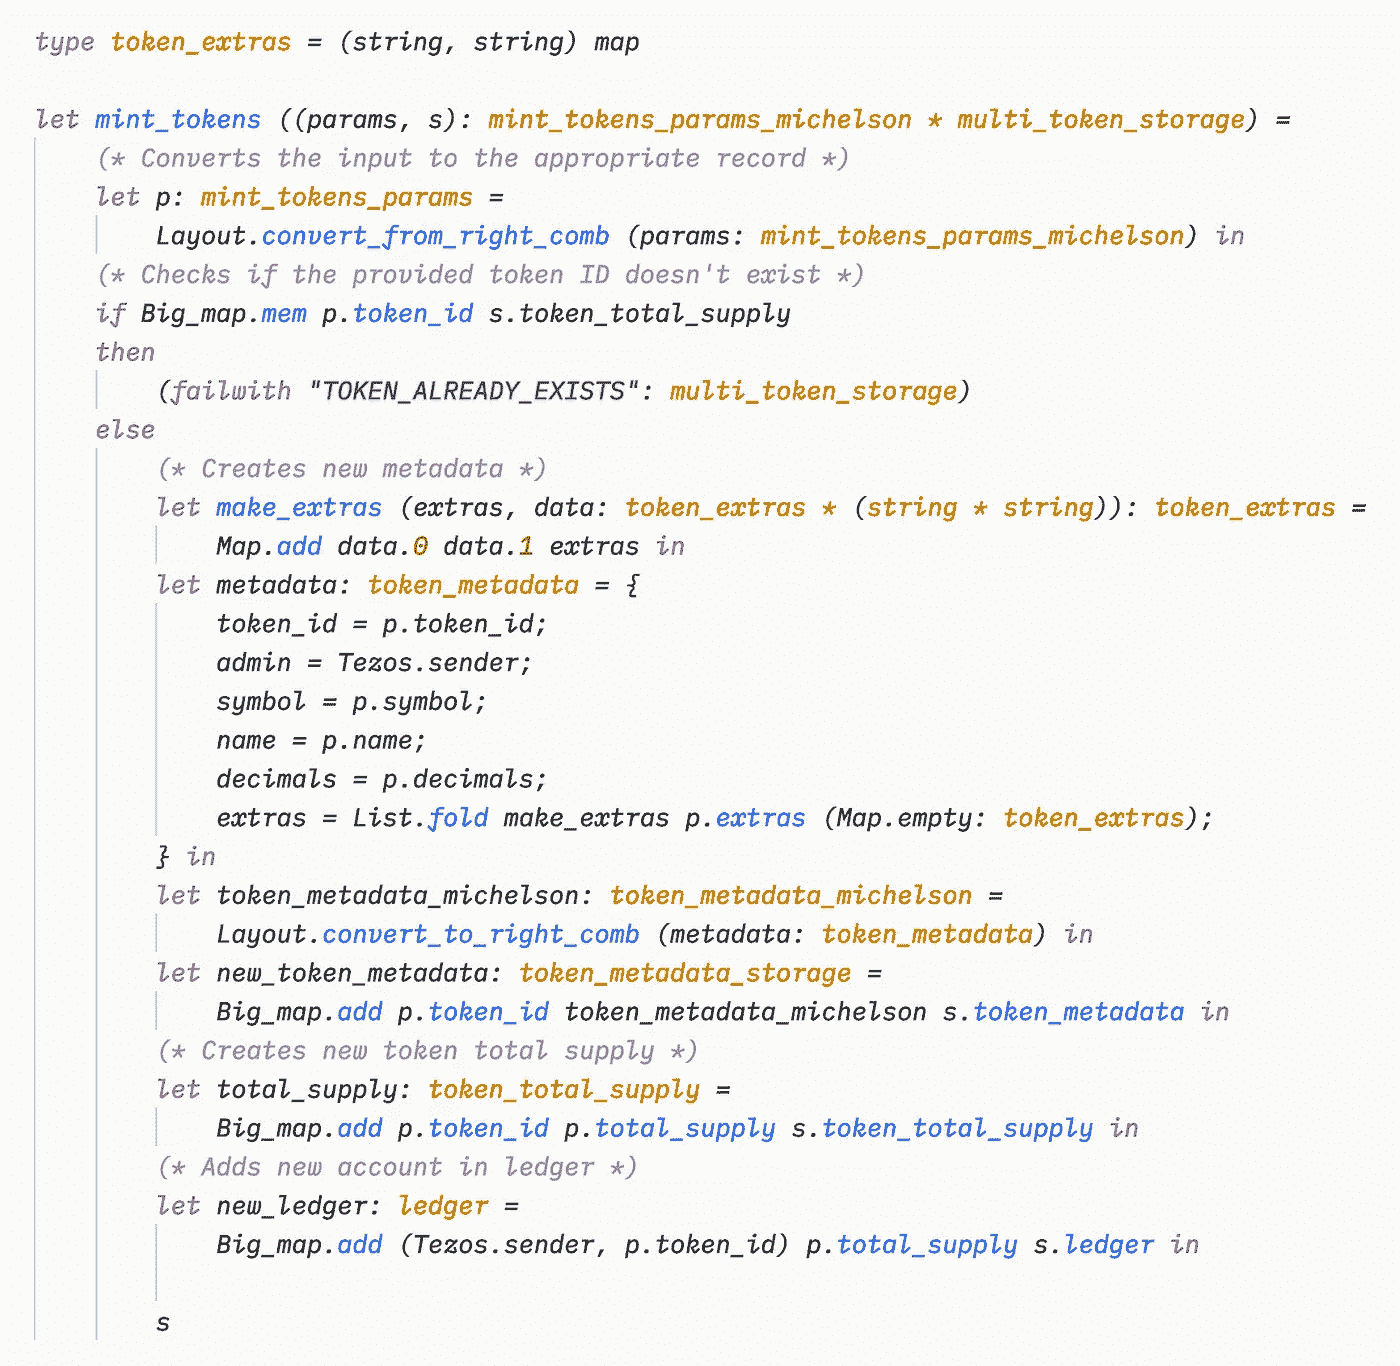 type token_extras = (string, string) map
let mint_tokens ((params, s): mint_tokens_params_michelson * multi_token_storage) =
(* Converts the input to the appropriate record *)
let p: mint_tokens_params =
Layout.convert_from_right_comb (params: mint_tokens_params_michelson) in
(* Checks if the provided token ID doesn't exist *)
if Big_map.mem p.token_id s.token_total_supply
then
(failwith "TOKEN_ALREADY_EXISTS": multi_token_storage)
else
(* Creates new metadata *)
let make_extras (extras, data: token_extras * (string * string)): token_extras =
Map.add data.0 data.1 extras in
let metadata: token_metadata = {
token_id = p.token_id;
admin = Tezos.sender;
symbol = p.symbol;
name = p.name;
decimals = p.decimals;
extras = List.fold make_extras p.extras (Map.empty: token_extras);
} in
let token_metadata_michelson: token_metadata_michelson =
Layout.convert_to_right_comb (metadata: token_metadata) in
let new_token_metadata: token_metadata_storage =
Big_map.add p.token_id token_metadata_michelson s.token_metadata in
(* Creates new token total supply *)
let total_supply: token_total_supply =
Big_map.add p.token_id p.total_supply s.token_total_supply in
(* Adds new account in ledger *)
let new_ledger: ledger =
Big_map.add (Tezos.sender, p.token_id) p.total_supply s.ledger in
s